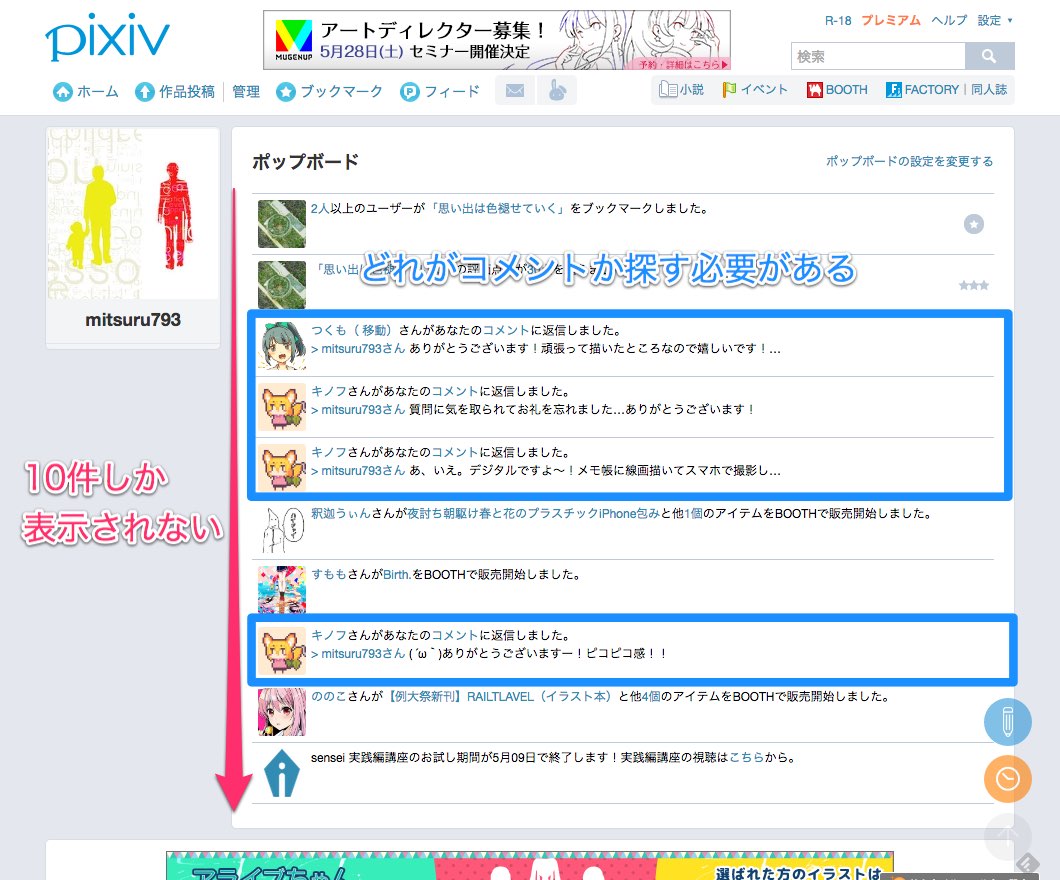 pixiv
MUGENUP
アートディレクター募集！
5月28日(土) セミナー開催決定
予約・詳細はこちら▶
R-18 プレミアム ヘルプ 設定
検索
ホーム 作品投稿 管理 ブックマーク フィード
小説 イベント BOOTH FACTORY 同人誌
mitsuru793
ポップボード
ポップボードの設定を変更する
2人以上のユーザーが「思い出は色褪せていく」をブックマークしました。
どれがコメントか探す必要がある
つくも（ 移動）さんがあなたのコメントに返信しました。
> mitsuru793さん ありがとうございます！頑張って描いたところなので嬉しいです！...
キノフさんがあなたのコメントに返信しました。
> mitsuru793さん 質問に気を取られてお礼を忘れました…ありがとうございます！
キノフさんがあなたのコメントに返信しました。
> mitsuru793さん あ、いえ。デジタルですよ〜！メモ帳に線画描いてスマホで撮影し...
10件しか
表示されない
釈迦うぃんさんが夜討ち朝駆け春と花のプラスチックiPhone包みと他1個のアイテムをBOOTHで販売開始しました。
すももさんがBirth.をBOOTHで販売開始しました。
キノフさんがあなたのコメントに返信しました。
> mitsuru793さん ( ´ω｀)ありがとうございますー！ピコピコ感！！
ののこさんが【例大祭新刊】RAILTLAVEL（イラスト本）と他4個のアイテムをBOOTHで販売開始しました。
sensei 実践編講座のお試し期間が5月09日で終了します！実践編講座の視聴はこちらから。
選ばれた方のイラストは